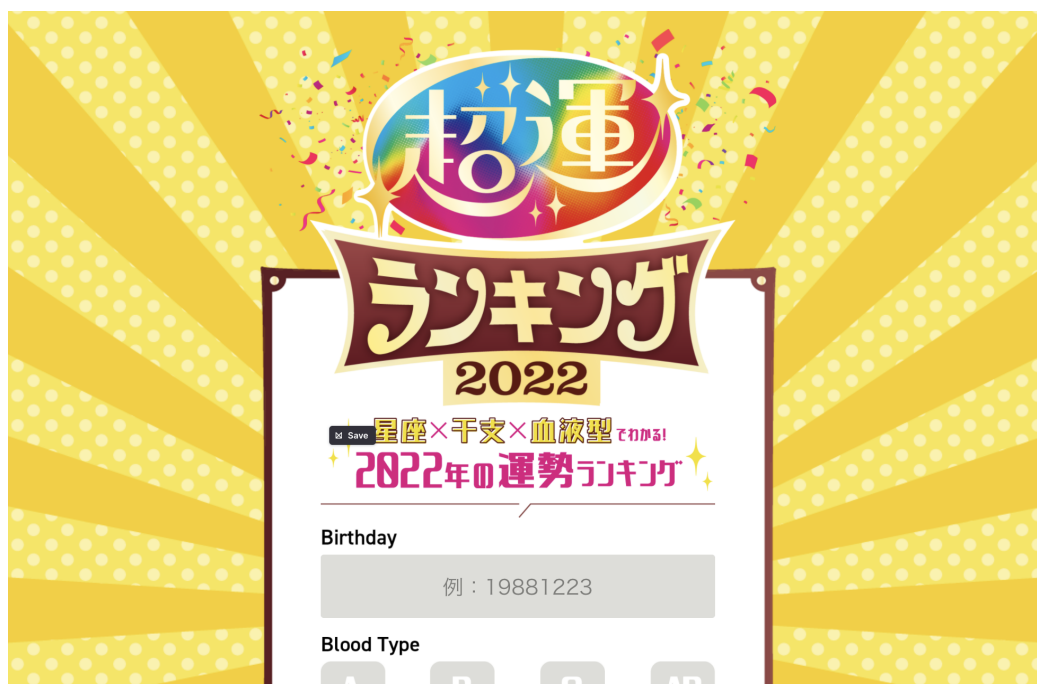 超運
ランキング
2022
Save
星座×干支×血液型でわかる!
2022年の運勢ランキング
Birthday
例：19881223
Blood Type
A B O AB